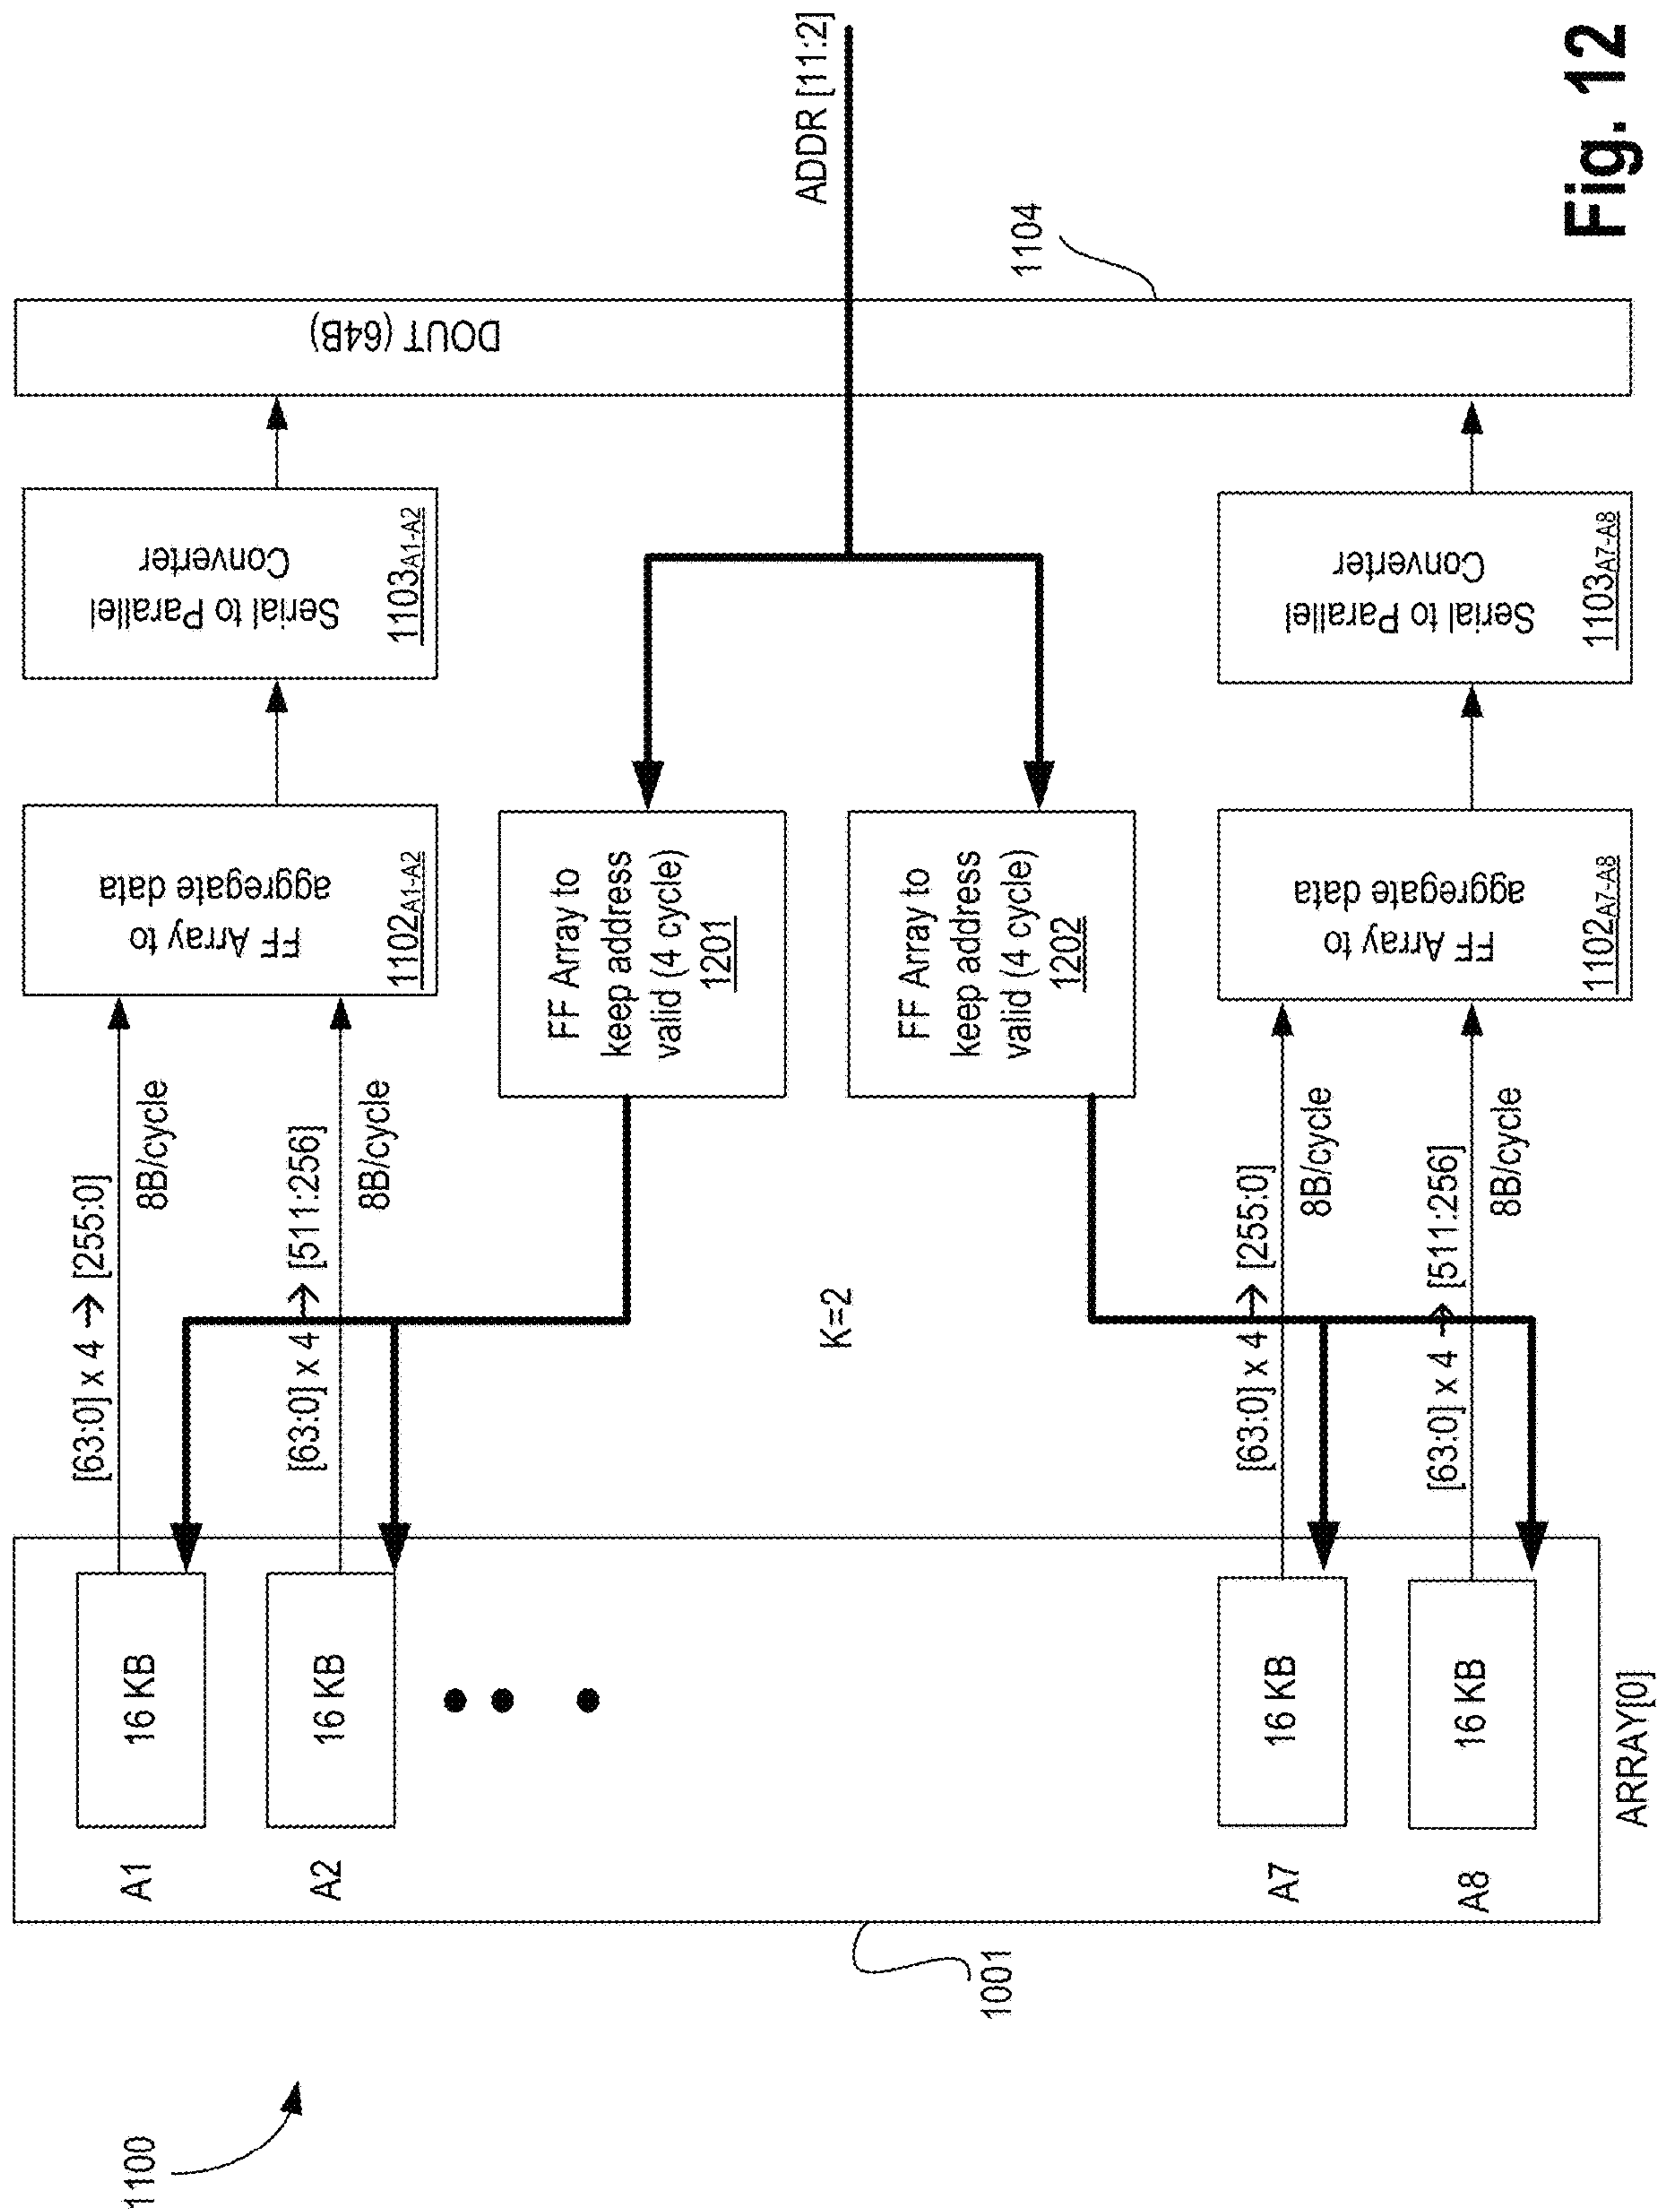 1100
1001
ARRAY[0]
A1
16 KB
A2
16 KB
A7
16 KB
A8
16 KB
[63:0] x 4 → [255:0]
8B/cycle
[63:0] x 4 → [511:256]
8B/cycle
K=2
[63:0] x 4 → [255:0]
8B/cycle
[63:0] x 4 → [511:256]
8B/cycle
FF Array to
aggregate data
1102A1-A2
FF Array to
keep address
valid (4 cycle)
1201
FF Array to
keep address
valid (4 cycle)
1202
FF Array to
aggregate data
1102A7-A8
Serial to Parallel
Converter
1103A1-A2
Serial to Parallel
Converter
1103A7-A8
DOUT (64B)
1104
ADDR [11:2]
Fig. 12